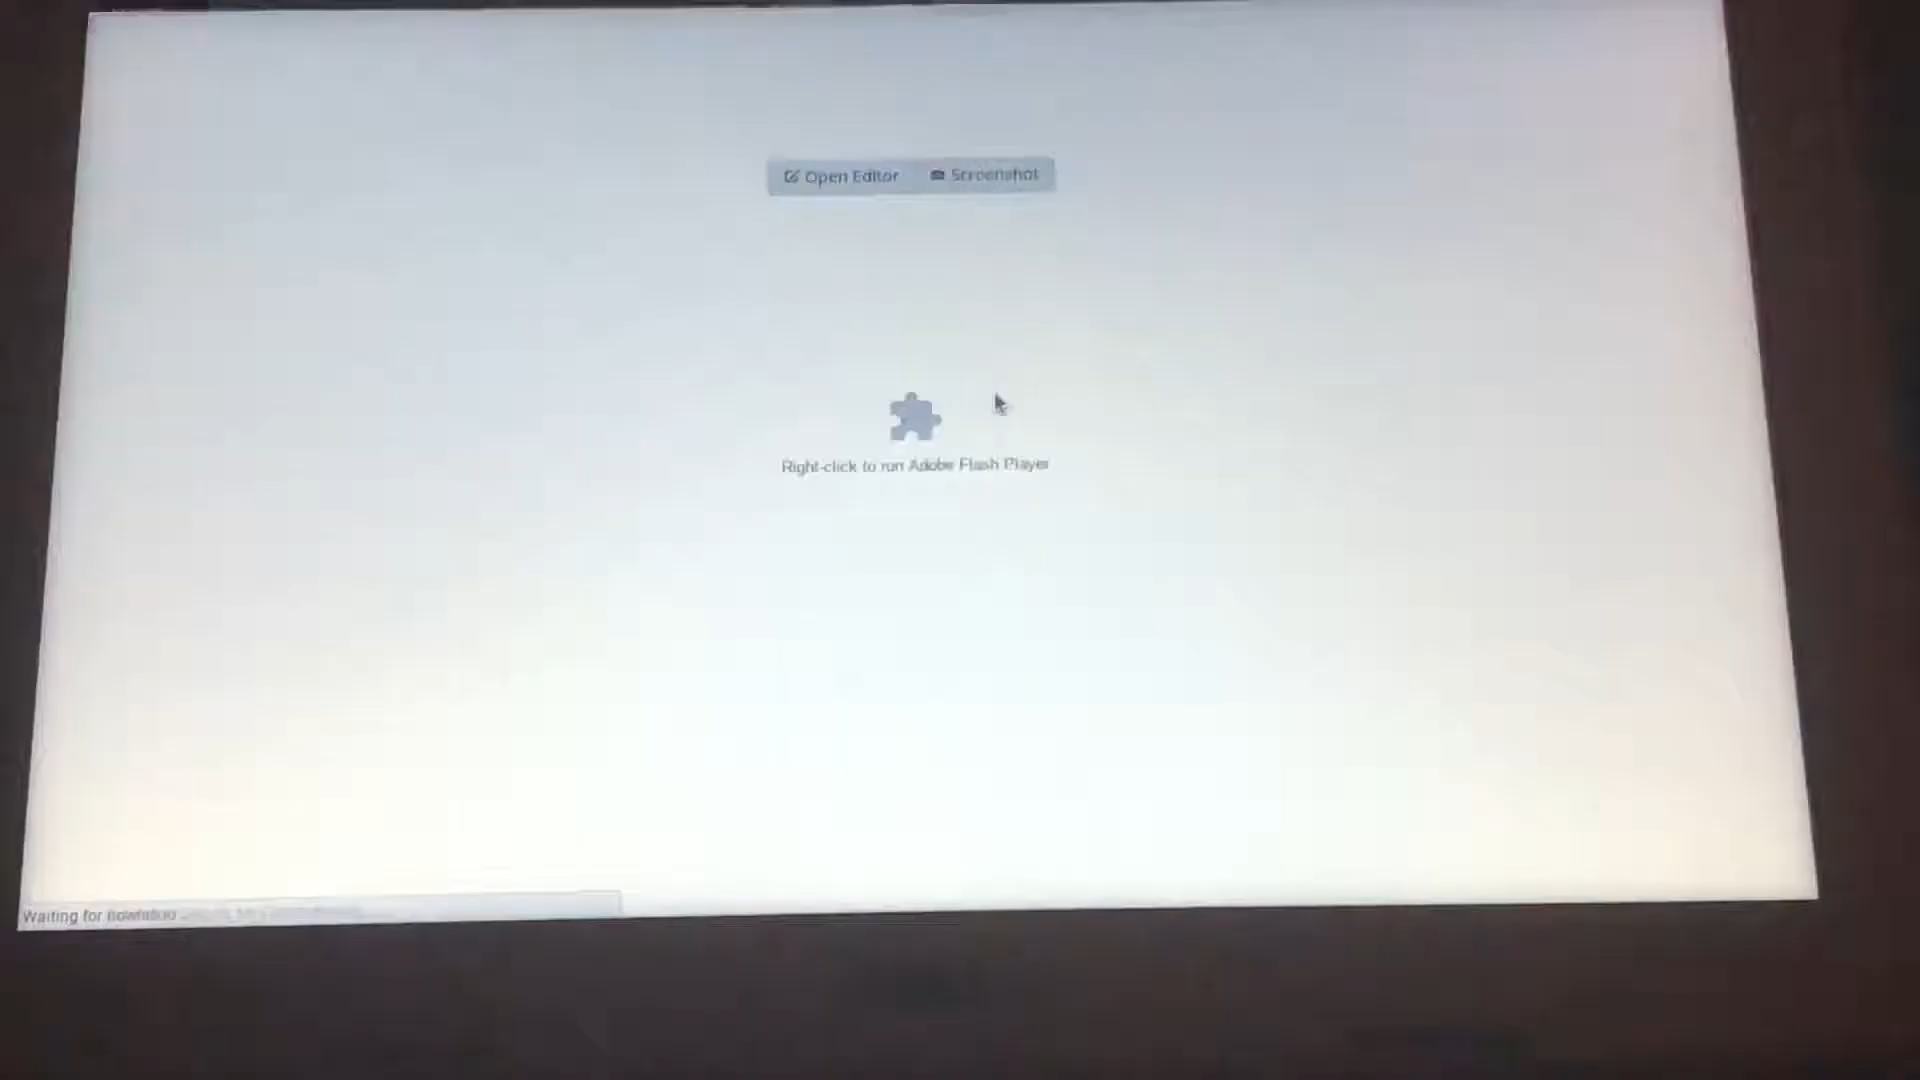 Open Editor Screenshot
Right-click to run Adobe Flash Player
Waiting for